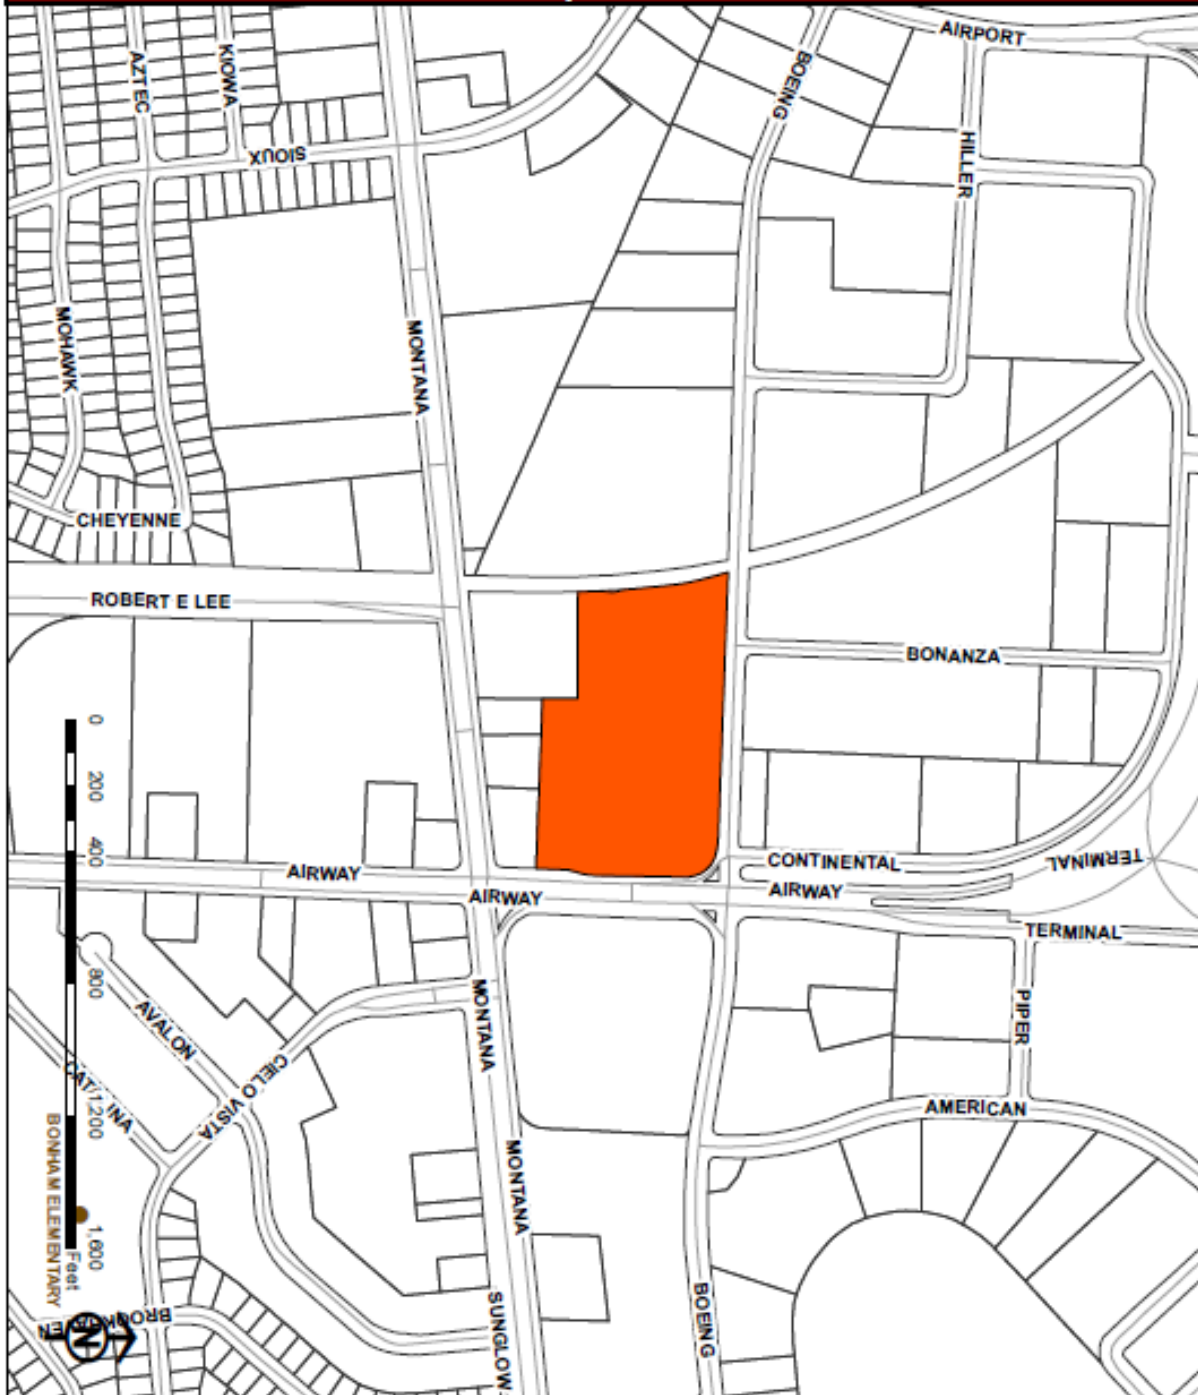 AIRPORT
BOEING
KIOWA
AZTEC
SIOUX
HILLER
MOHAWK
MONTANA
CHEYENNE
ROBERT E LEE
BONANZA
CONTINENTAL
TERMINAL
AIRWAY
AIRWAY
AIRWAY
TERMINAL
0
200
400
800
1,200
1,600
Feet
MONTANA
PIPER
AVALON
CIELO VISTA
AMERICAN
MONTANA
BONHAM ELEMENTARY
BOEING
SUNGLOW
N